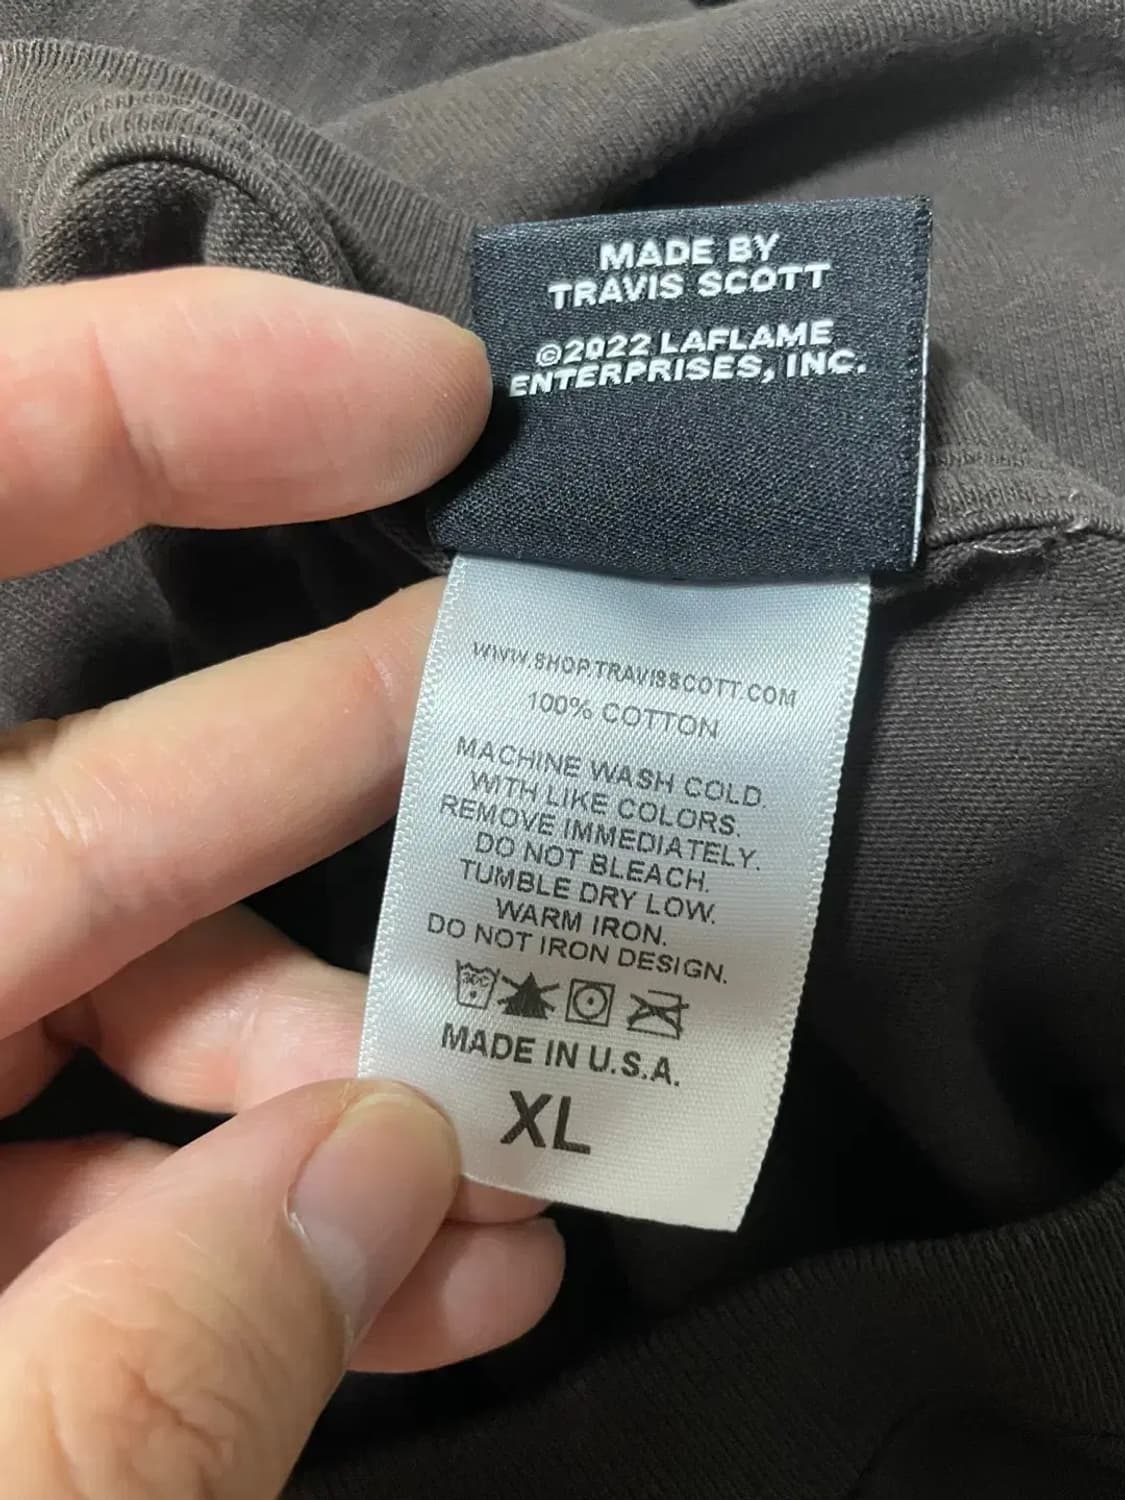 MADE BY
TRAVIS SCOTT
©2022 LAFLAME
ENTERPRISES, INC.
WWW.SHOP.TRAVISSCOTT.COM
100% COTTON
MACHINE WASH COLD.
WITH LIKE COLORS.
REMOVE IMMEDIATELY.
DO NOT BLEACH.
TUMBLE DRY LOW.
WARM IRON.
DO NOT IRON DESIGN.
30°C
MADE IN U.S.A.
XL